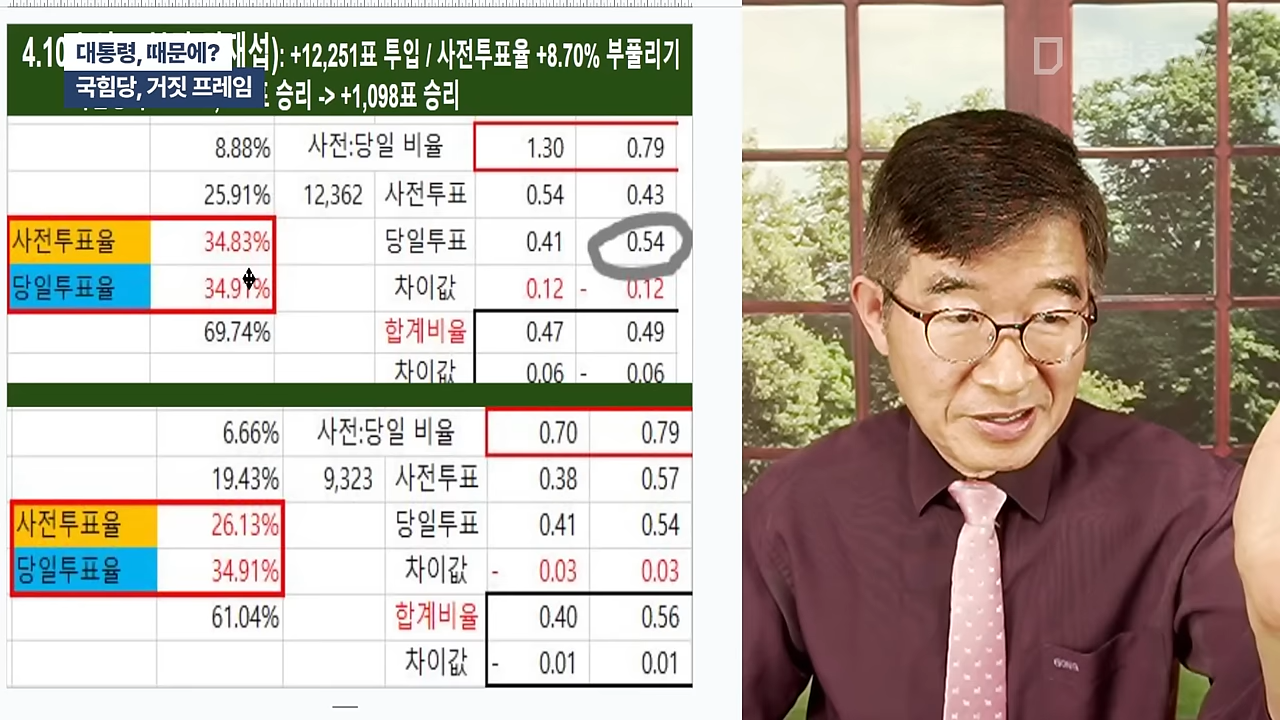 4.10 재섭): +12,251표 투입 / 사전투표율 +8.70% 부풀리기
대통령, 때문에?
국힘당, 거짓 프레임
표 승리 -> +1,098표 승리
8.88% 사전:당일 비율 1.30 0.79
25.91% 12,362 사전투표 0.54 0.43
사전투표율 34.83% 당일투표 0.41 0.54
당일투표율 34.91% 차이값 0.12 - 0.12
69.74% 합계비율 0.47 0.49
차이값 0.06 - 0.06
6.66% 사전:당일 비율 0.70 0.79
19.43% 9,323 사전투표 0.38 0.57
사전투표율 26.13% 당일투표 0.41 0.54
당일투표율 34.91% 차이값 - 0.03 0.03
61.04% 합계비율 0.40 0.56
차이값 - 0.01 0.01